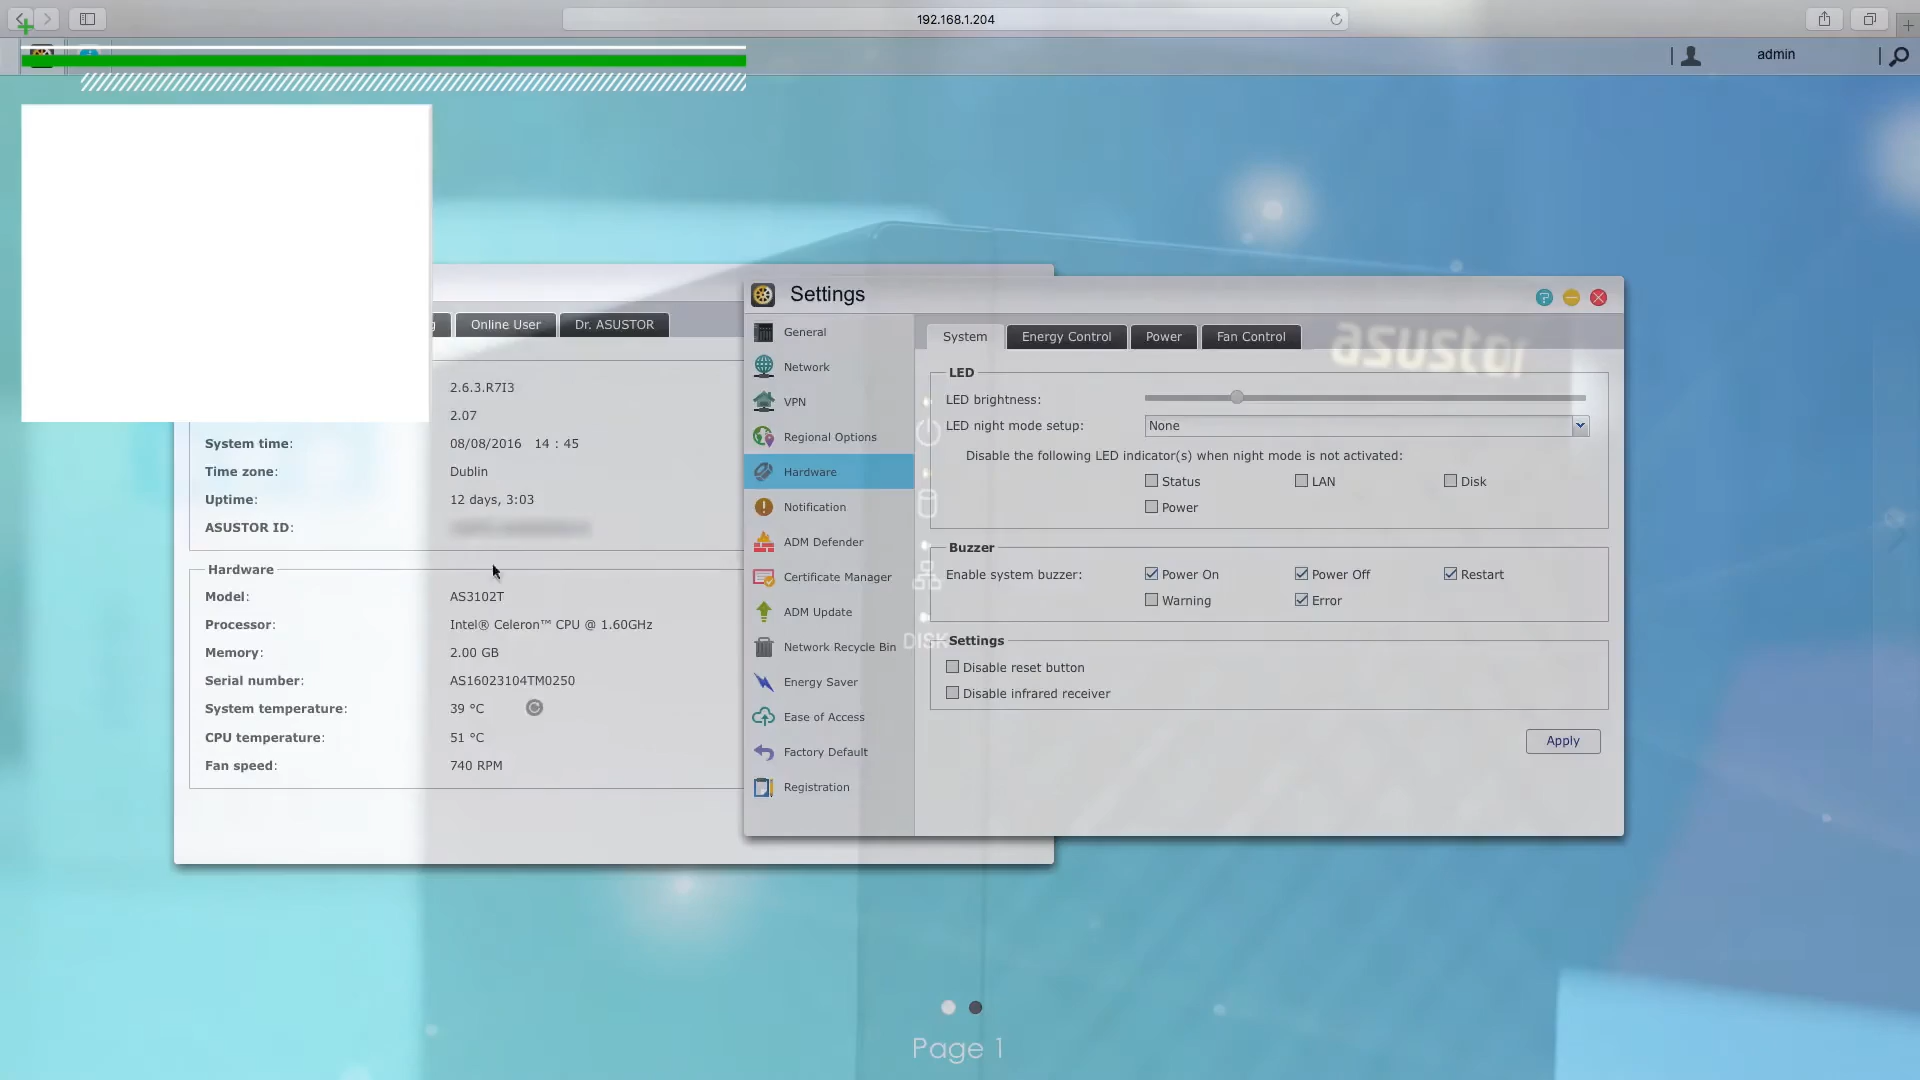 192.168.1.204
admin
Online User
Dr. ASUSTOR
2.6.3.R7I3
2.07
System time: 08/08/2016 14 : 45
Time zone: Dublin
Uptime: 12 days, 3:03
ASUSTOR ID:
Hardware
Model: AS3102T
Processor: Intel® Celeron™ CPU @ 1.60GHz
Memory: 2.00 GB
Serial number: AS16023104TM0250
System temperature: 39 °C
CPU temperature: 51 °C
Fan speed: 740 RPM
Settings
General
Network
VPN
Regional Options
Hardware
Notification
ADM Defender
Certificate Manager
ADM Update
Network Recycle Bin
Energy Saver
Ease of Access
Factory Default
Registration
System
Energy Control
Power
Fan Control
asustor
LED
LED brightness:
LED night mode setup: None
Disable the following LED indicator(s) when night mode is not activated:
Status LAN Disk
Power
Buzzer
Enable system buzzer: Power On Power Off Restart
Warning Error
DISK
Settings
Disable reset button
Disable infrared receiver
Apply
Page 1